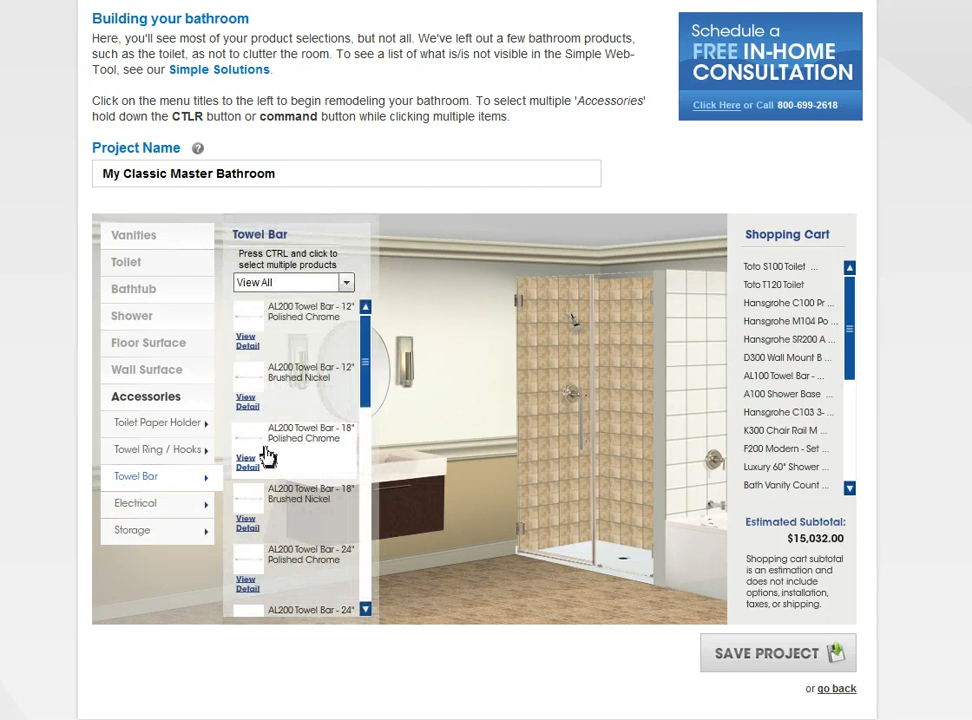 Building your bathroom
Here, you'll see most of your product selections, but not all. We've left out a few bathroom products,
such as the toilet, as not to clutter the room. To see a list of what is/is not visible in the Simple Web-
Tool, see our Simple Solutions.
Click on the menu titles to the left to begin remodeling your bathroom. To select multiple 'Accessories'
hold down the CTLR button or command button while clicking multiple items.
Schedule a
FREE IN-HOME
CONSULTATION
Click Here or Call 800-699-2618
Project Name ?
My Classic Master Bathroom
Vanities
Toilet
Bathtub
Shower
Floor Surface
Wall Surface
Accessories
Toilet Paper Holder
Towel Ring / Hooks
Towel Bar
Electrical
Storage
Towel Bar
Press CTRL and click to
select multiple products
View All
AL200 Towel Bar - 12"
Polished Chrome
View
Detail
AL200 Towel Bar - 12"
Brushed Nickel
View
Detail
AL200 Towel Bar - 18"
Polished Chrome
View
Detail
AL200 Towel Bar - 18"
Brushed Nickel
View
Detail
AL200 Towel Bar - 24"
Polished Chrome
View
Detail
AL200 Towel Bar - 24"
Shopping Cart
Toto S100 Toilet ...
Toto T120 Toilet
Hansgrohe C100 Pr ...
Hansgrohe M104 Po ...
Hansgrohe SR200 A ...
D300 Wall Mount B ...
AL100 Towel Bar - ...
A100 Shower Base ...
Hansgrohe C103 3- ...
K300 Chair Rail M ...
F200 Modern - Set ...
Luxury 60" Shower ...
Bath Vanity Count ...
Estimated Subtotal:
$15,032.00
Shopping cart subtotal
is an estimation and
does not include
options, installation,
taxes, or shipping.
SAVE PROJECT
or go back